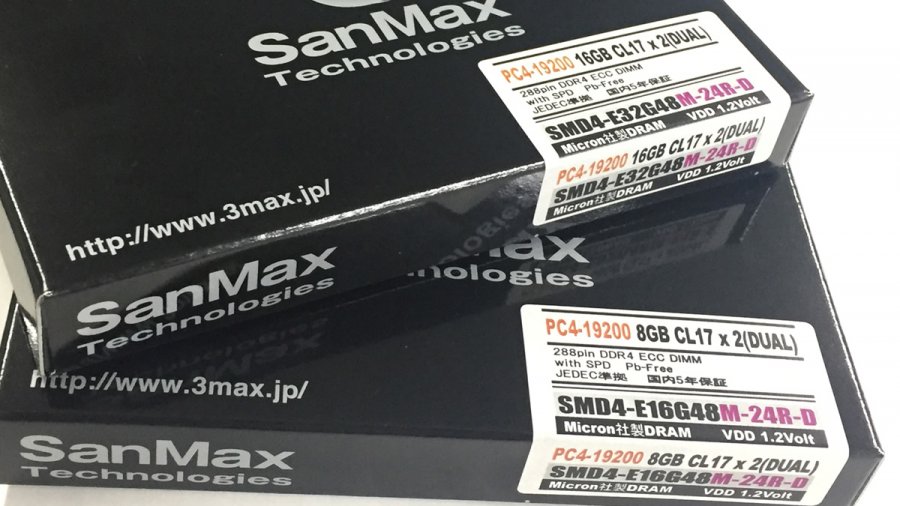 SanMax
Technologies
PC4-19200 16GB CL17 x 2(DUAL)
288pin DDR4 ECC DIMM
with SPD Pb-Free
JEDEC準拠 国内5年保証
SMD4-E32G48M-24R-D
Micron社製DRAM VDD 1.2Volt
PC4-19200 16GB CL17 x 2(DUAL)
SMD4-E32G48M-24R-D
Micron社製DRAM VDD 1.2Volt
http://www.3max.jp/
SanMax
Technologies
ax
nologies
PC4-19200 8GB CL17 x 2(DUAL)
288pin DDR4 ECC DIMM
with SPD Pb-Free
JEDEC準拠 国内5年保証
SMD4-E16G48M-24R-D
Micron社製DRAM VDD 1.2Volt
http://www.3max.jp/
SanMax
Technologies
PC4-19200 8GB CL17 x 2(DUAL)
SMD4-E16G48M-24R-D
Micron社製DRAM VDD 1.2Volt